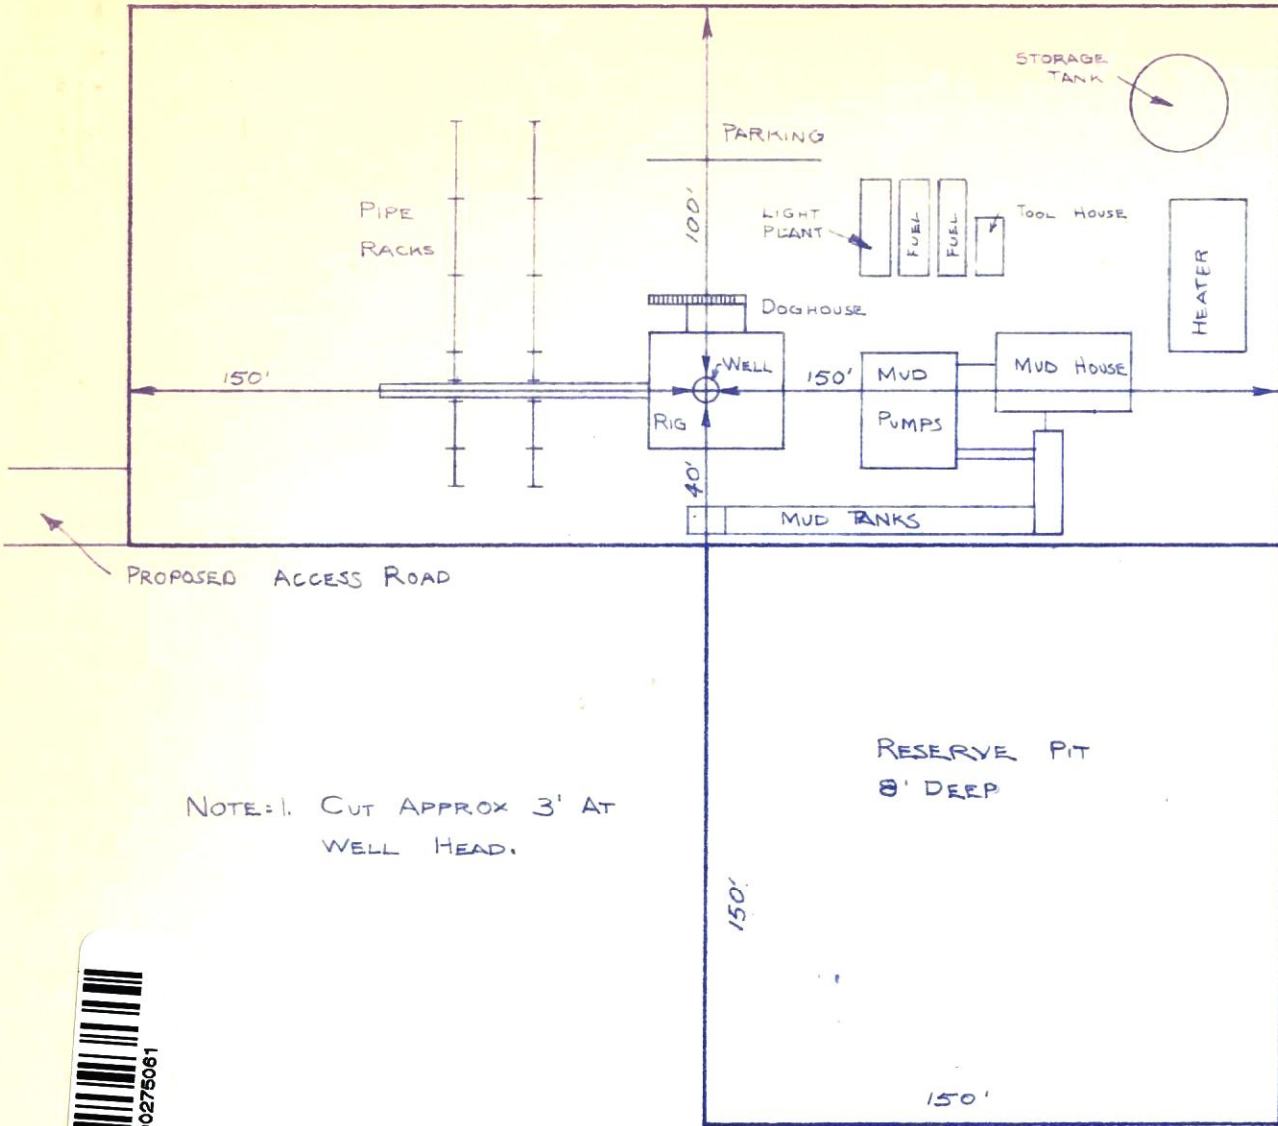 STORAGE
TANK
PARKING
PIPE
RACKS
100'
LIGHT
PLANT
FUEL
FUEL
TOOL HOUSE
HEATER
DOGHOUSE
150'
WELL
150'
MUD
PUMPS
MUD HOUSE
RIG
40'
MUD TANKS
PROPOSED ACCESS ROAD
RESERVE PIT
8' DEEP
NOTE: 1. CUT APPROX 3' AT
WELL HEAD.
150'
150'